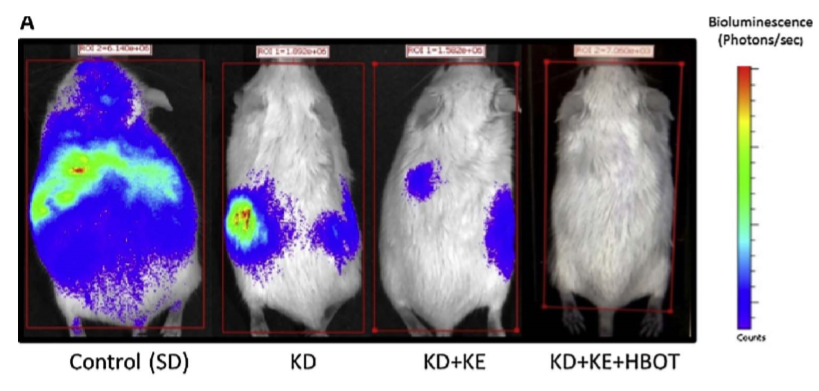 A
Bioluminescence
(Photons/sec)
ROI 2=6.140e+06
ROI 1=1.892e+06
ROI 1=1.582e+06
ROI 2=7.060e+03
Counts
Control (SD)
KD
KD+KE
KD+KE+HBOT